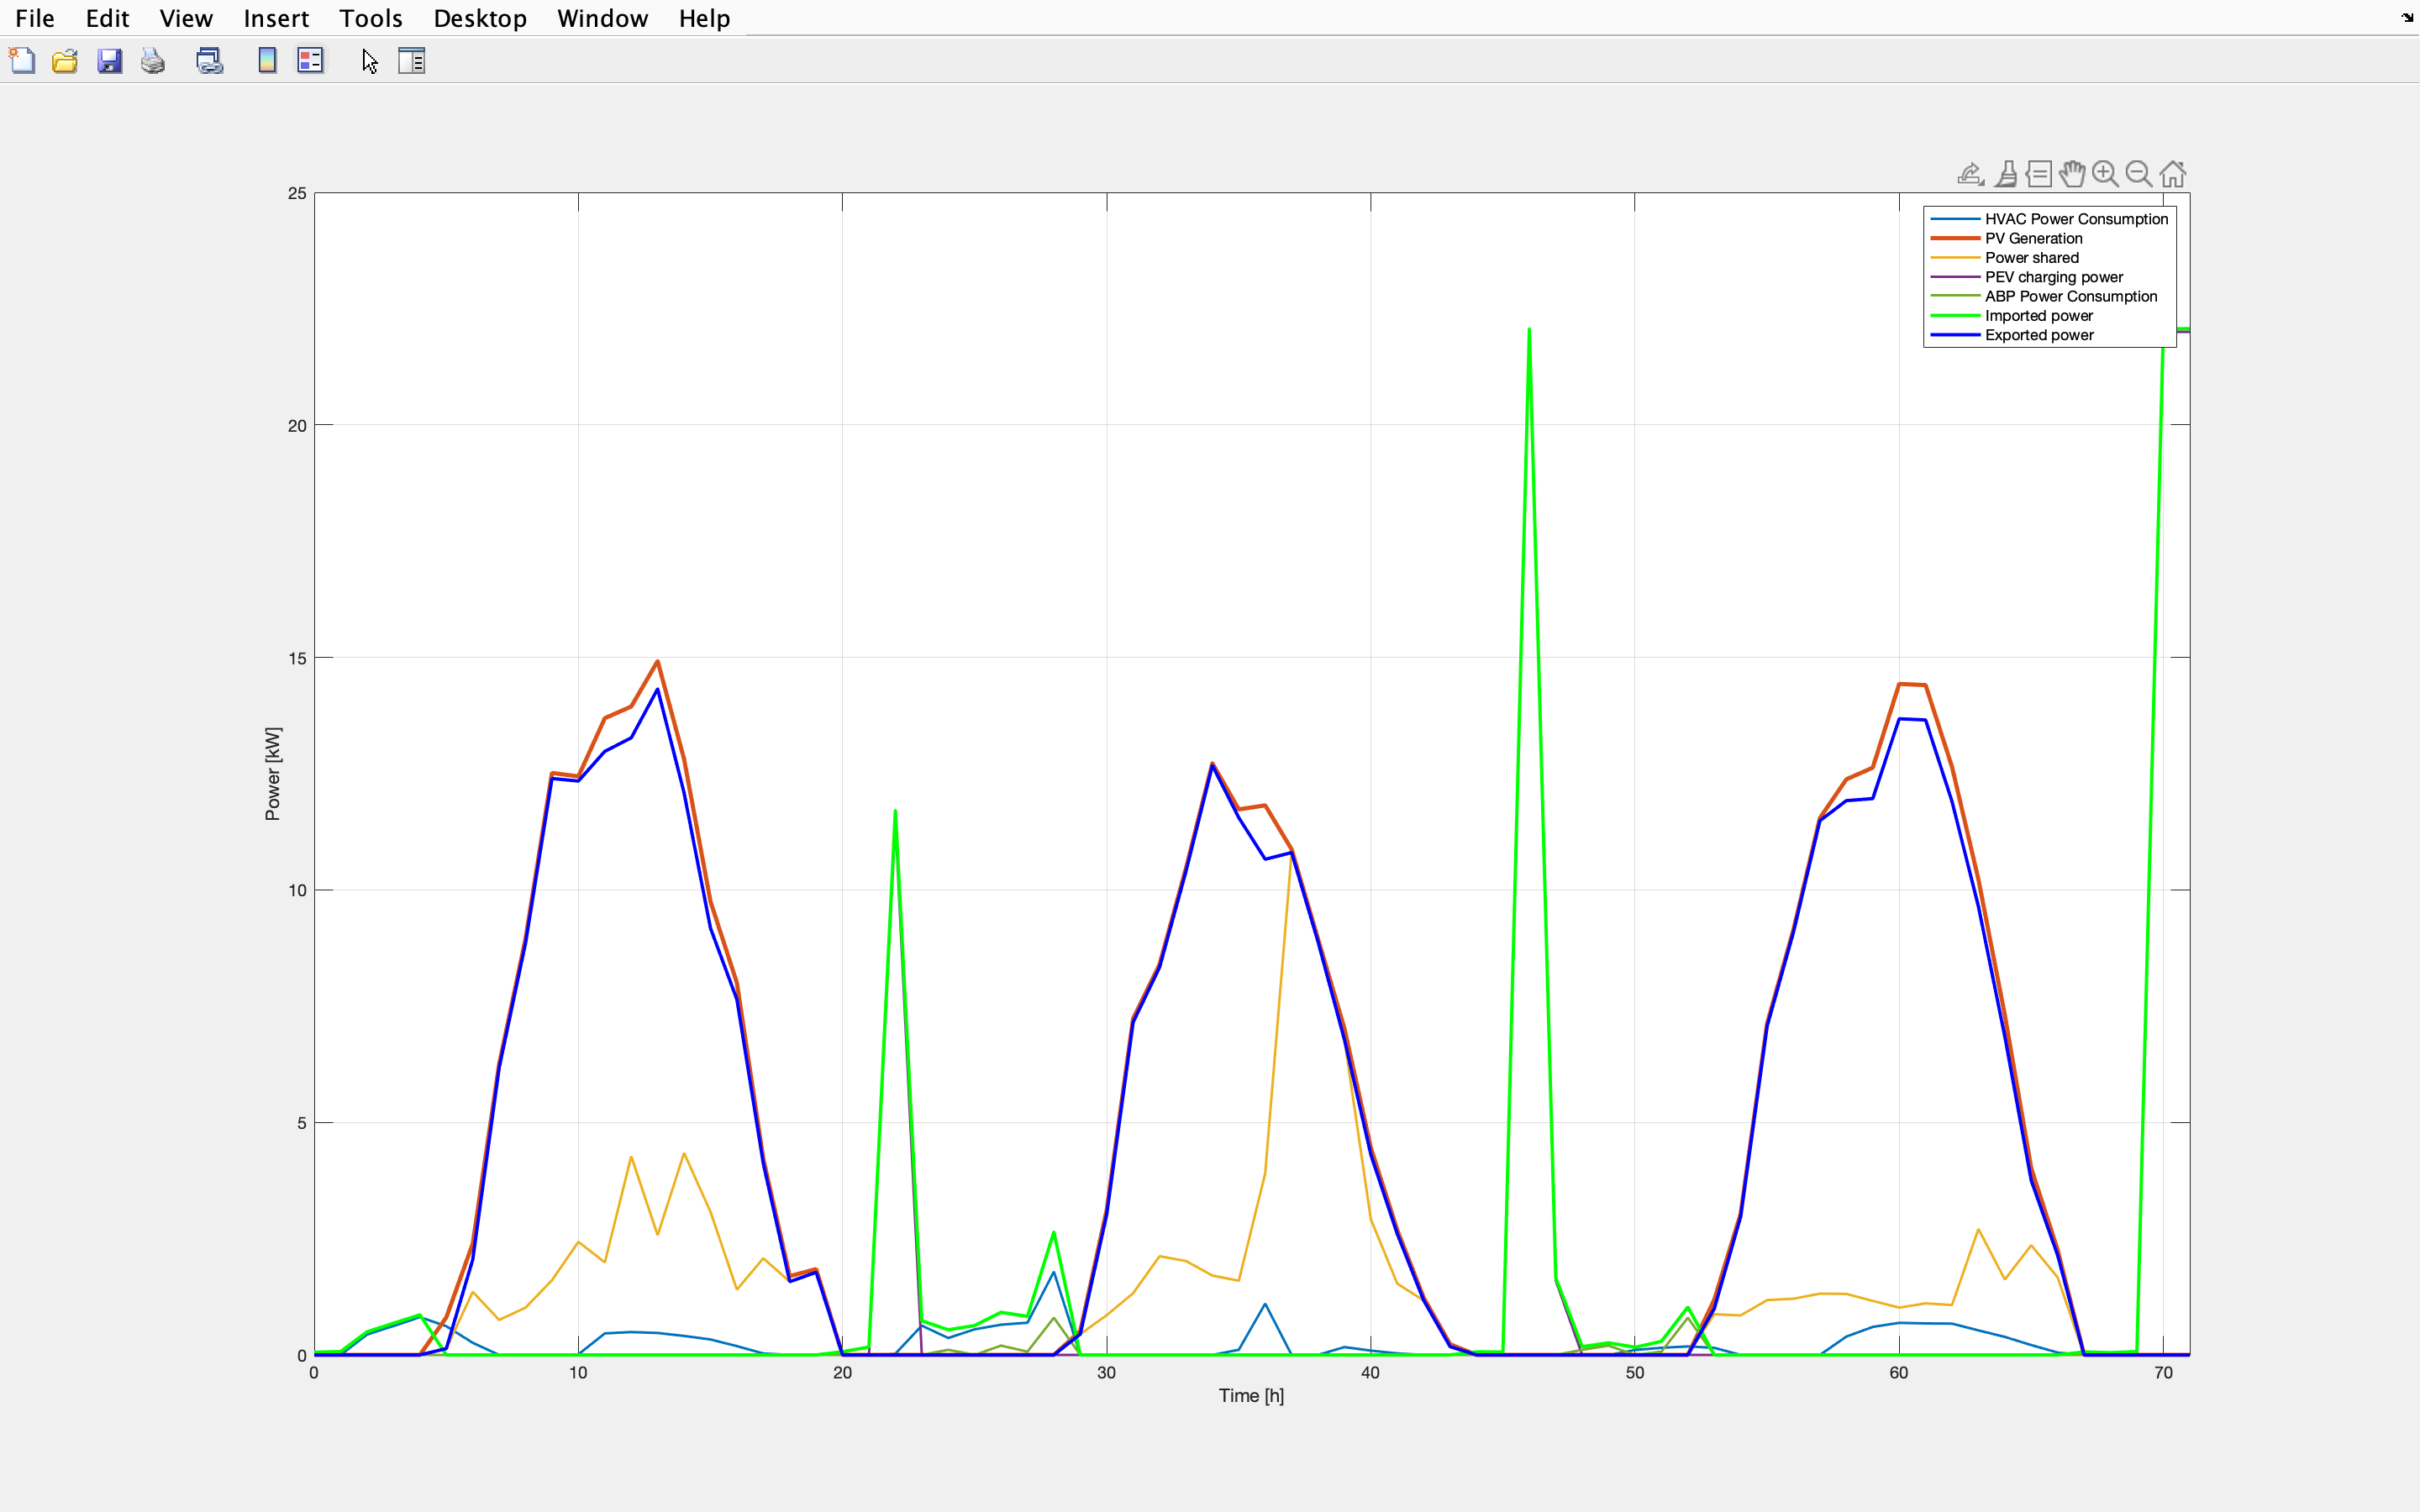 File Edit View Insert Tools Desktop Window Help
HVAC Power Consumption
PV Generation
Power shared
PEV charging power
ABP Power Consumption
Imported power
Exported power
25
20
15
10
5
0
Power [kW]
0 10 20 30 40 50 60 70
Time [h]